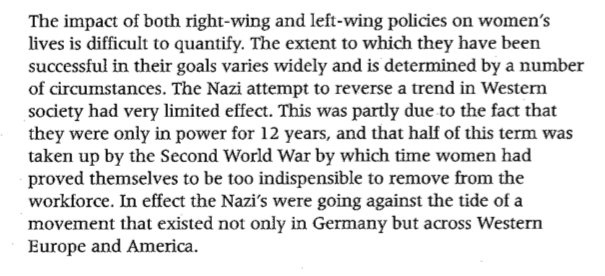 The impact of both right-wing and left-wing policies on women's
lives is difficult to quantify. The extent to which they have been
successful in their goals varies widely and is determined by a number
of circumstances. The Nazi attempt to reverse a trend in Western
society had very limited effect. This was partly due to the fact that
they were only in power for 12 years, and that half of this term was
taken up by the Second World War by which time women had
proved themselves to be too indispensible to remove from the
workforce. In effect the Nazi's were going against the tide of a
movement that existed not only in Germany but across Western
Europe and America.